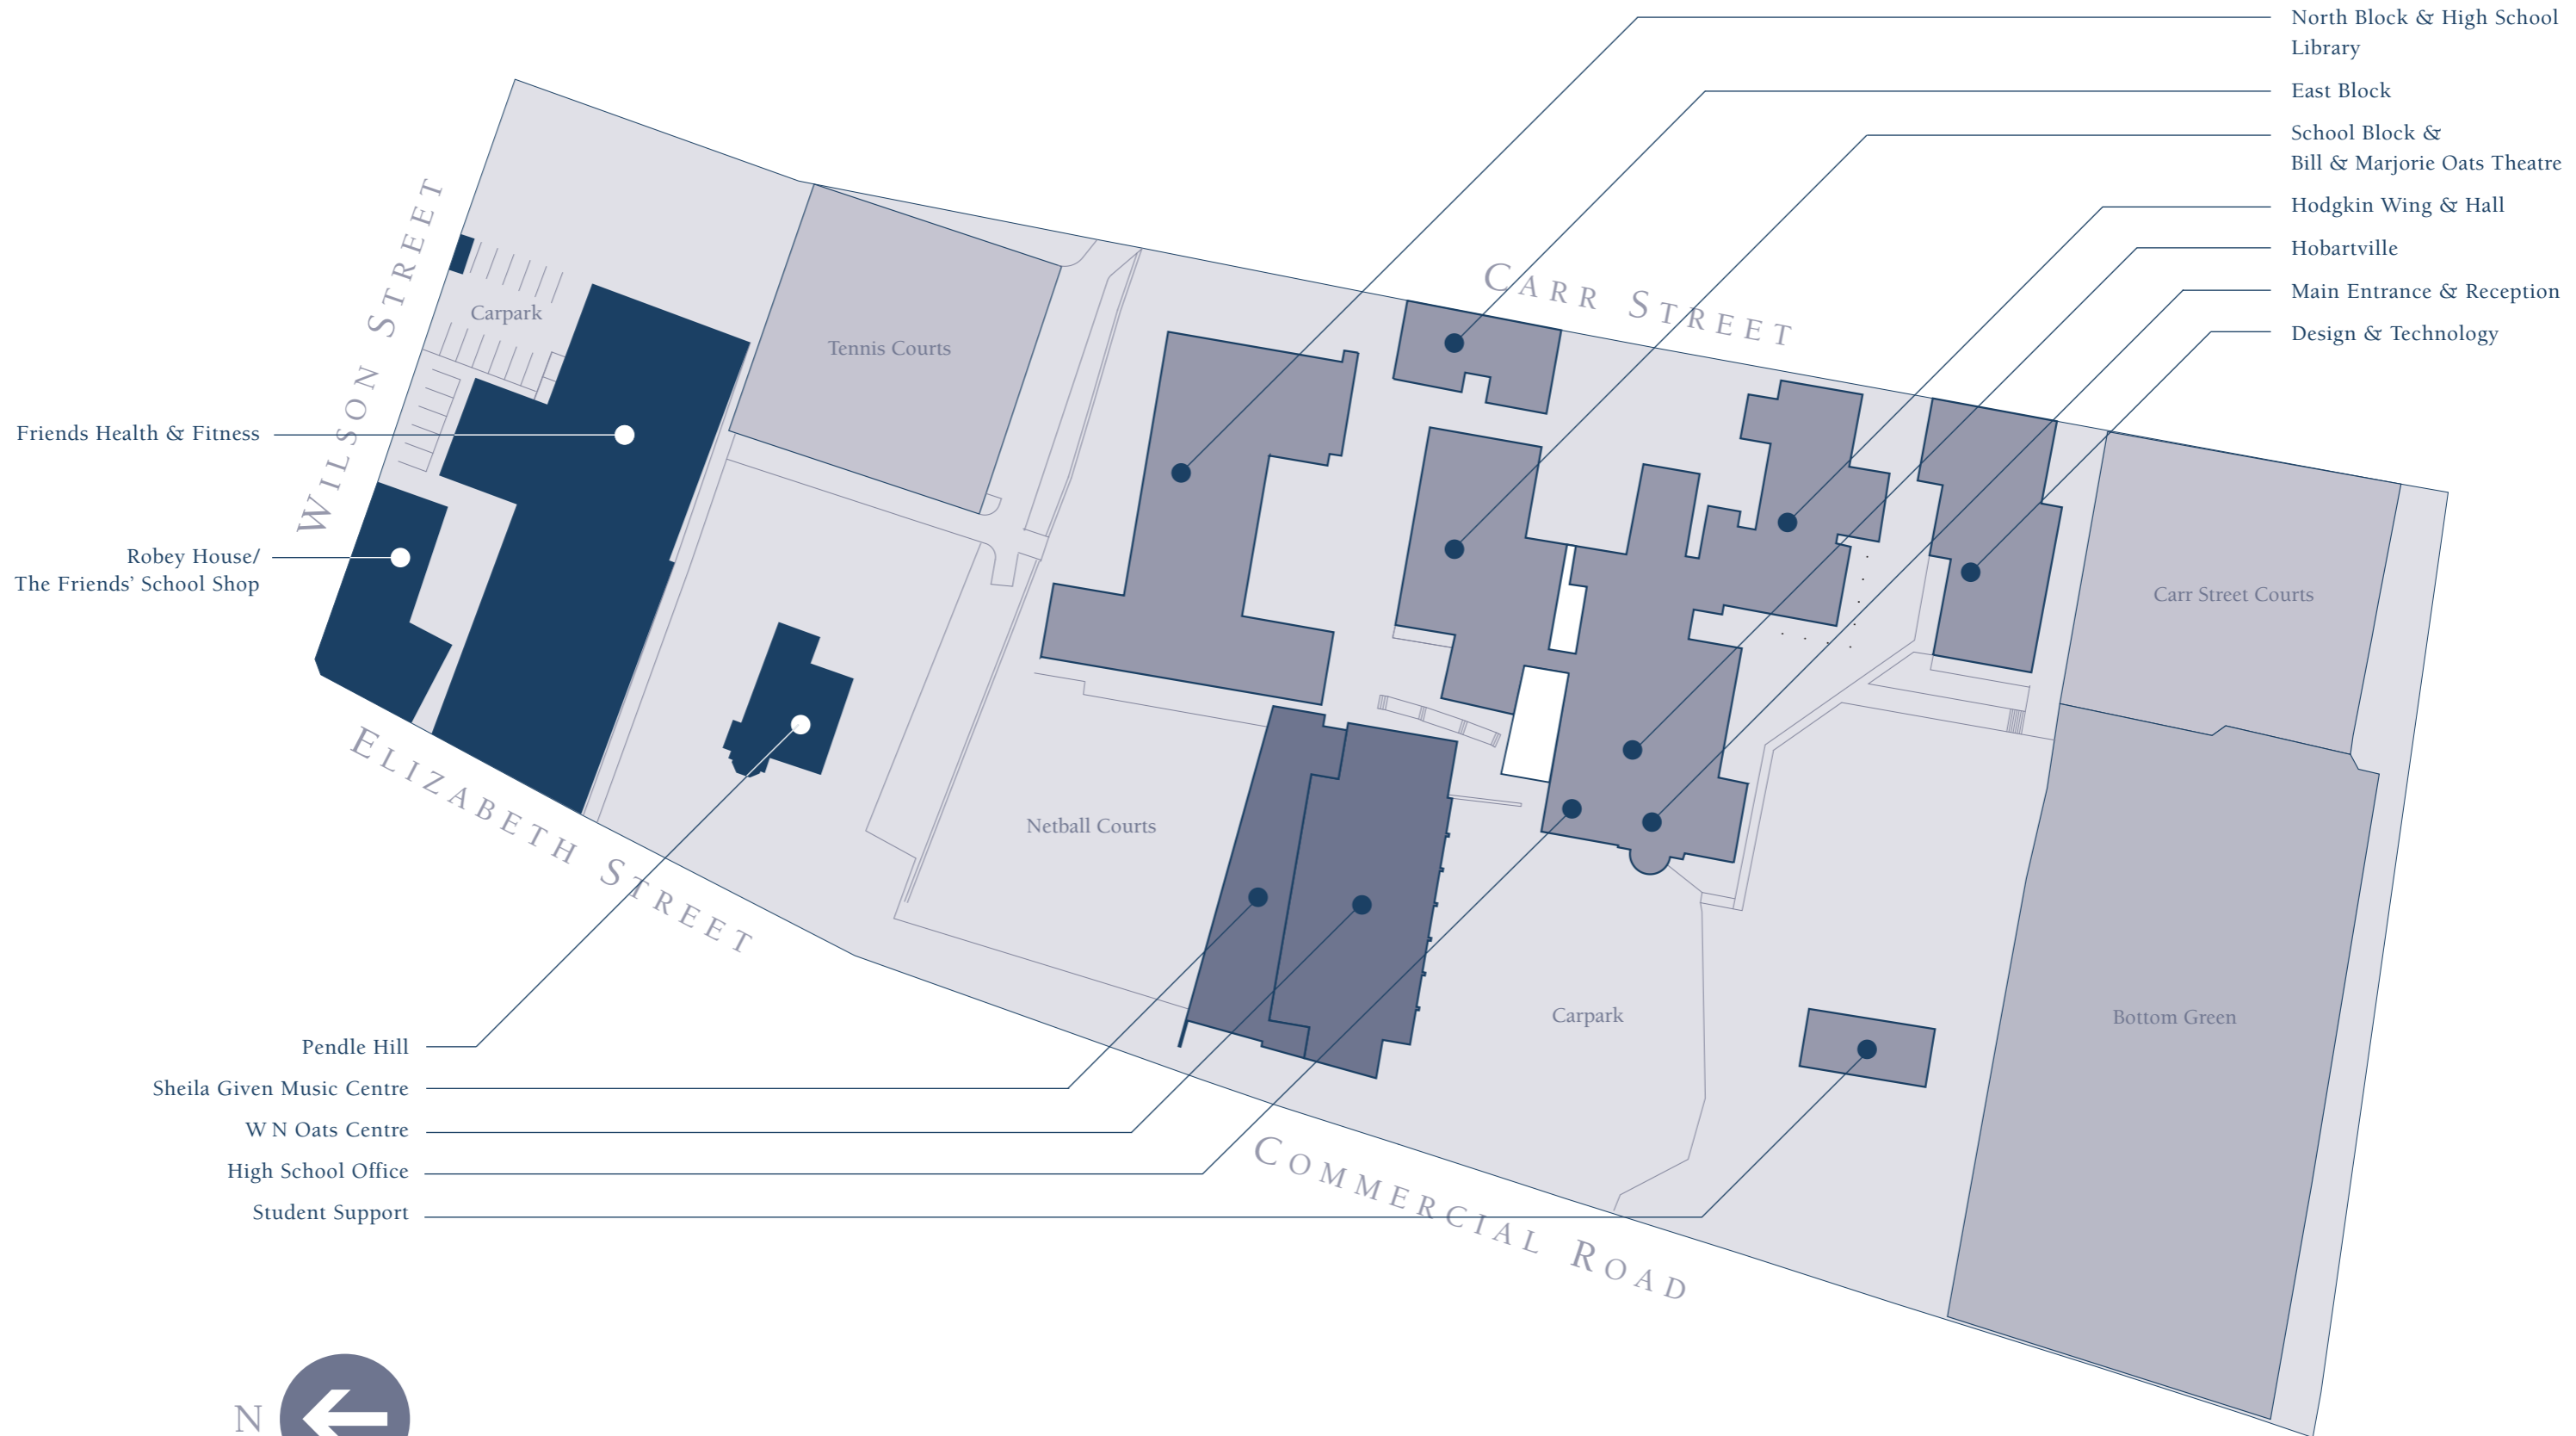 North Block & High School
Library
East Block
School Block &
Bill & Marjorie Oats Theatre
Hodgkin Wing & Hall
Hobartville
Main Entrance & Reception
Design & Technology
WILSON STREET
CARR STREET
Carpark
Tennis Courts
Friends Health & Fitness
Robey House/
The Friends’ School Shop
Carr Street Courts
ELIZABETH STREET
Netball Courts
Carpark
Bottom Green
Pendle Hill
Sheila Given Music Centre
W N Oats Centre
High School Office
Student Support
COMMERCIAL ROAD
N